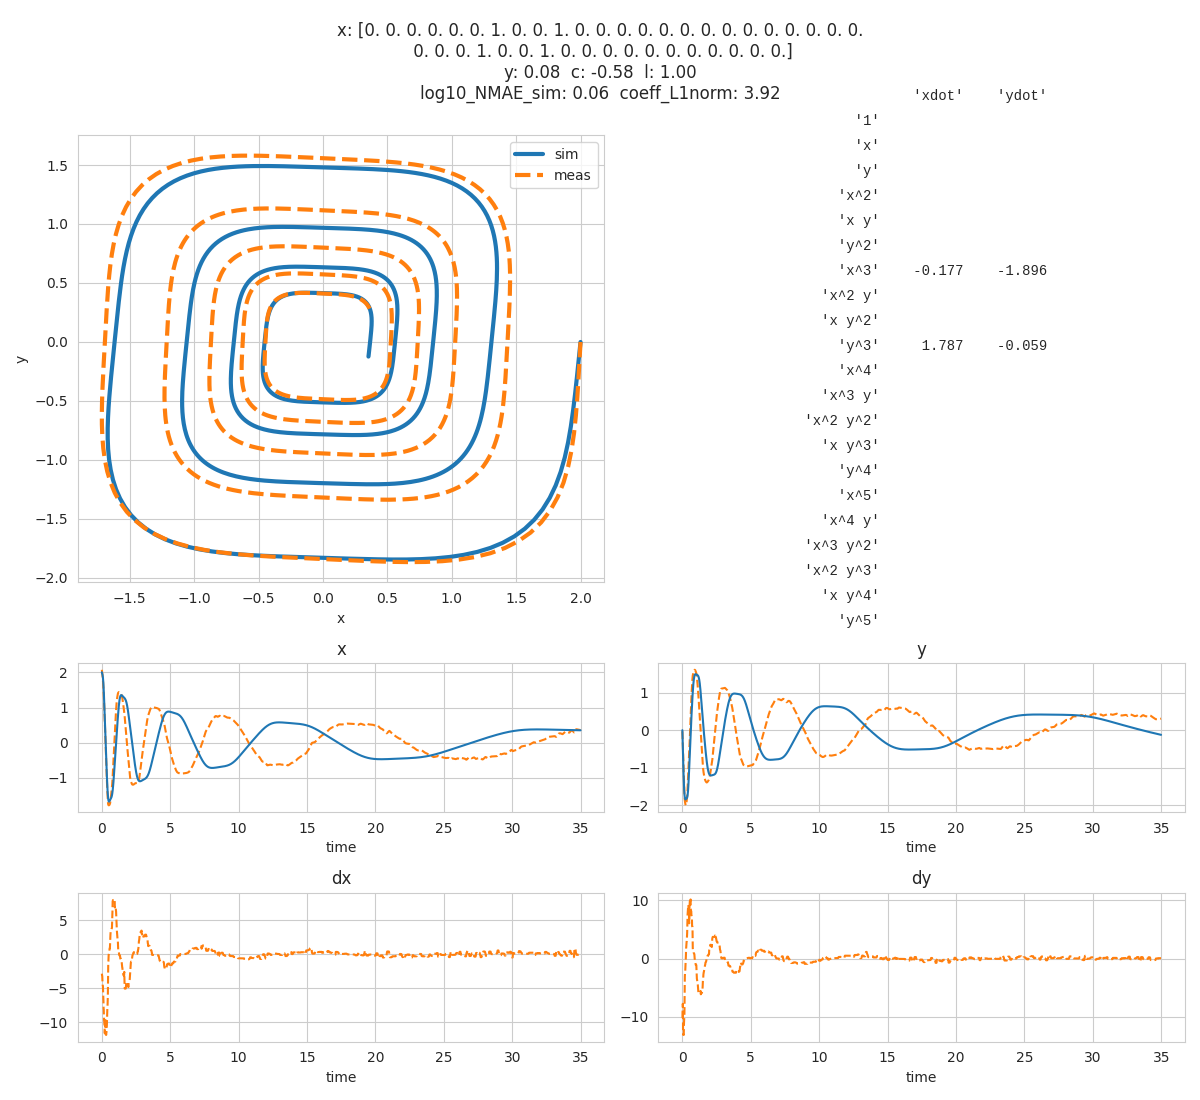 x: [0. 0. 0. 0. 0. 0. 1. 0. 0. 1. 0. 0. 0. 0. 0. 0. 0. 0. 0. 0. 0. 0. 0. 0.
0. 0. 0. 1. 0. 0. 1. 0. 0. 0. 0. 0. 0. 0. 0. 0. 0. 0.]
y: 0.08 c: -0.58 l: 1.00
log10_NMAE_sim: 0.06 coeff_L1norm: 3.92
'xdot' 'ydot'
'1'
'x'
'y'
'x^2'
'x y'
'y^2'
'x^3' -0.177 -1.896
'x^2 y'
'x y^2'
'y^3' 1.787 -0.059
'x^4'
'x^3 y'
'x^2 y^2'
'x y^3'
'y^4'
'x^5'
'x^4 y'
'x^3 y^2'
'x^2 y^3'
'x y^4'
'y^5'
sim
meas
1.5
1.0
0.5
0.0
−0.5
−1.0
−1.5
−2.0
y
−1.5 −1.0 −0.5 0.0 0.5 1.0 1.5 2.0
x
x
2
1
0
−1
0 5 10 15 20 25 30 35
time
y
1
0
−1
−2
0 5 10 15 20 25 30 35
time
dx
5
0
−5
−10
0 5 10 15 20 25 30 35
time
dy
10
0
−10
0 5 10 15 20 25 30 35
time